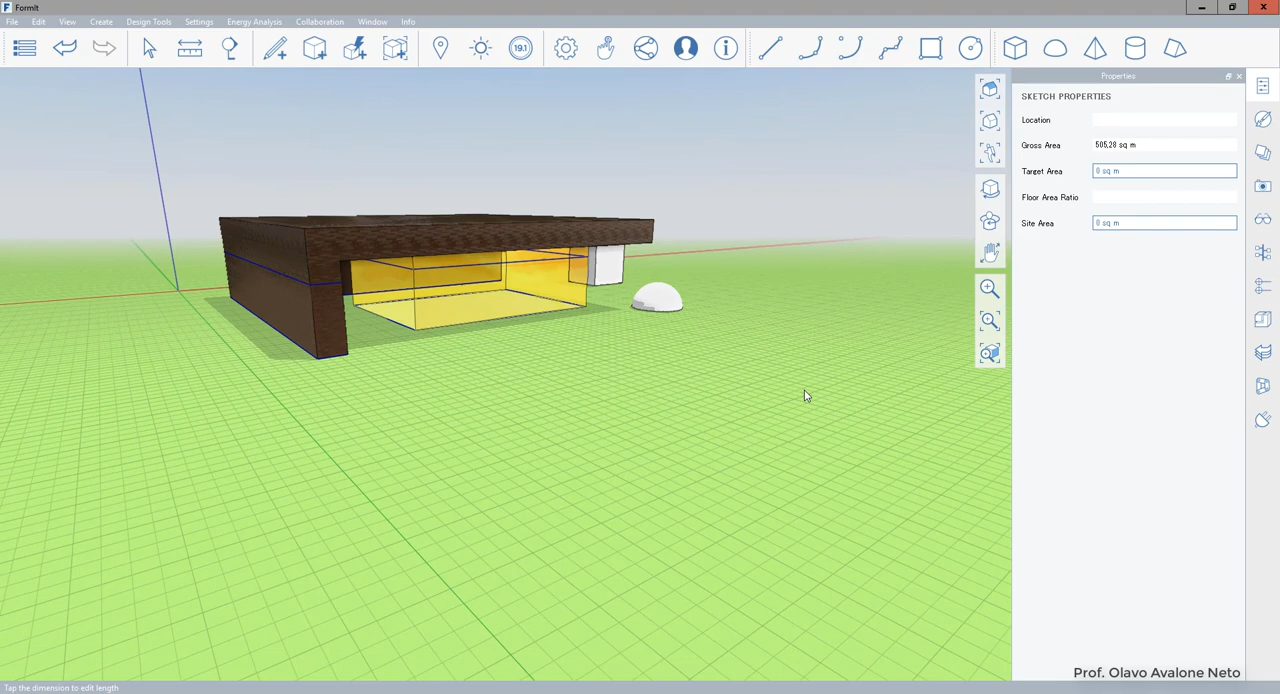 FormIt
File Edit View Create Design Tools Settings Energy Analysis Collaboration Window Info
19.1
Properties
SKETCH PROPERTIES
Location
Gross Area 505,28 sq m
Target Area 0 sq m
Floor Area Ratio
Site Area 0 sq m
Prof. Olavo Avalone Neto
Tap the dimension to edit length